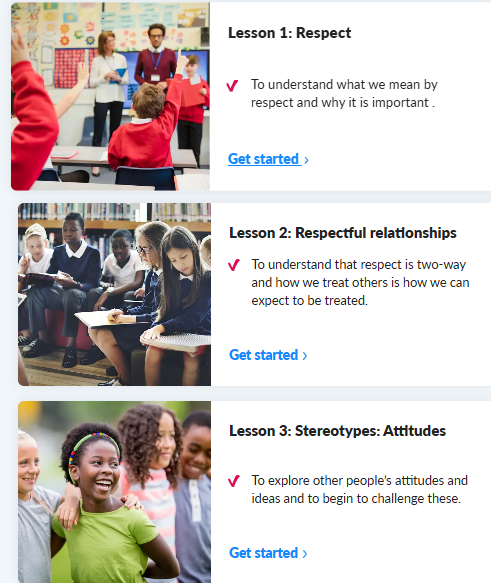 Lesson 1: Respect
To understand what we mean by
respect and why it is important .
Get started ›
Lesson 2: Respectful relationships
To understand that respect is two-way
and how we treat others is how we can
expect to be treated.
Get started ›
Lesson 3: Stereotypes: Attitudes
To explore other people's attitudes and
ideas and to begin to challenge these.
Get started ›